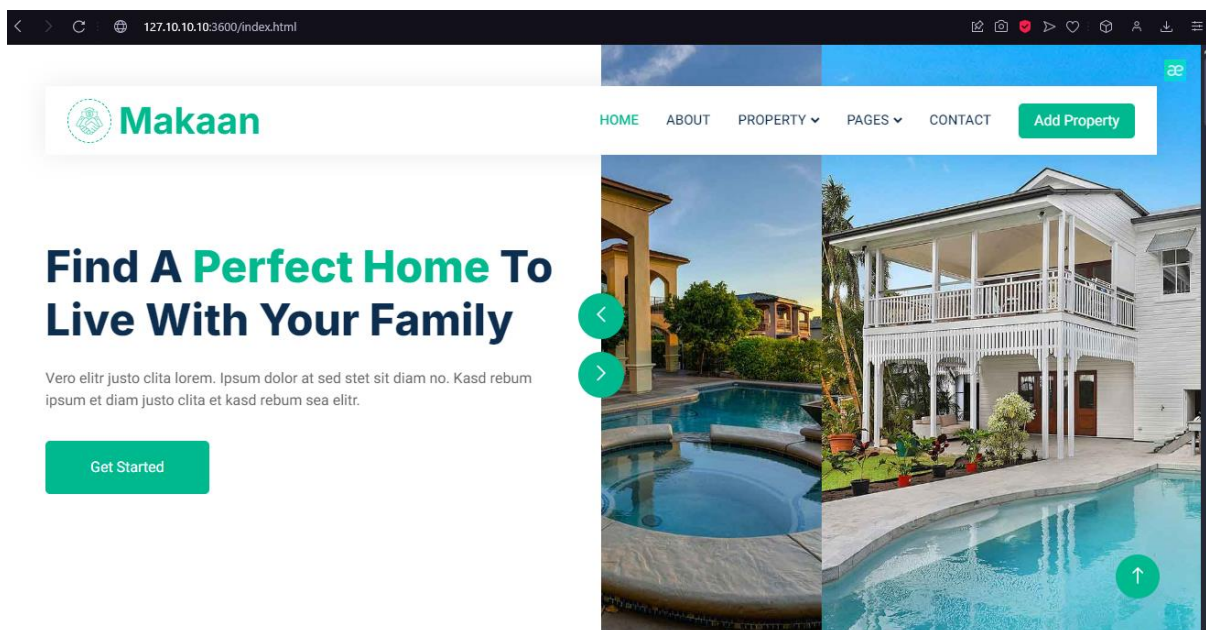 127.10.10.10:3600/index.html
æ
Makaan
HOME ABOUT PROPERTY PAGES CONTACT Add Property
Find A Perfect Home To
Live With Your Family
Vero elitr justo clita lorem. Ipsum dolor at sed stet sit diam no. Kasd rebum
ipsum et diam justo clita et kasd rebum sea elitr.
Get Started